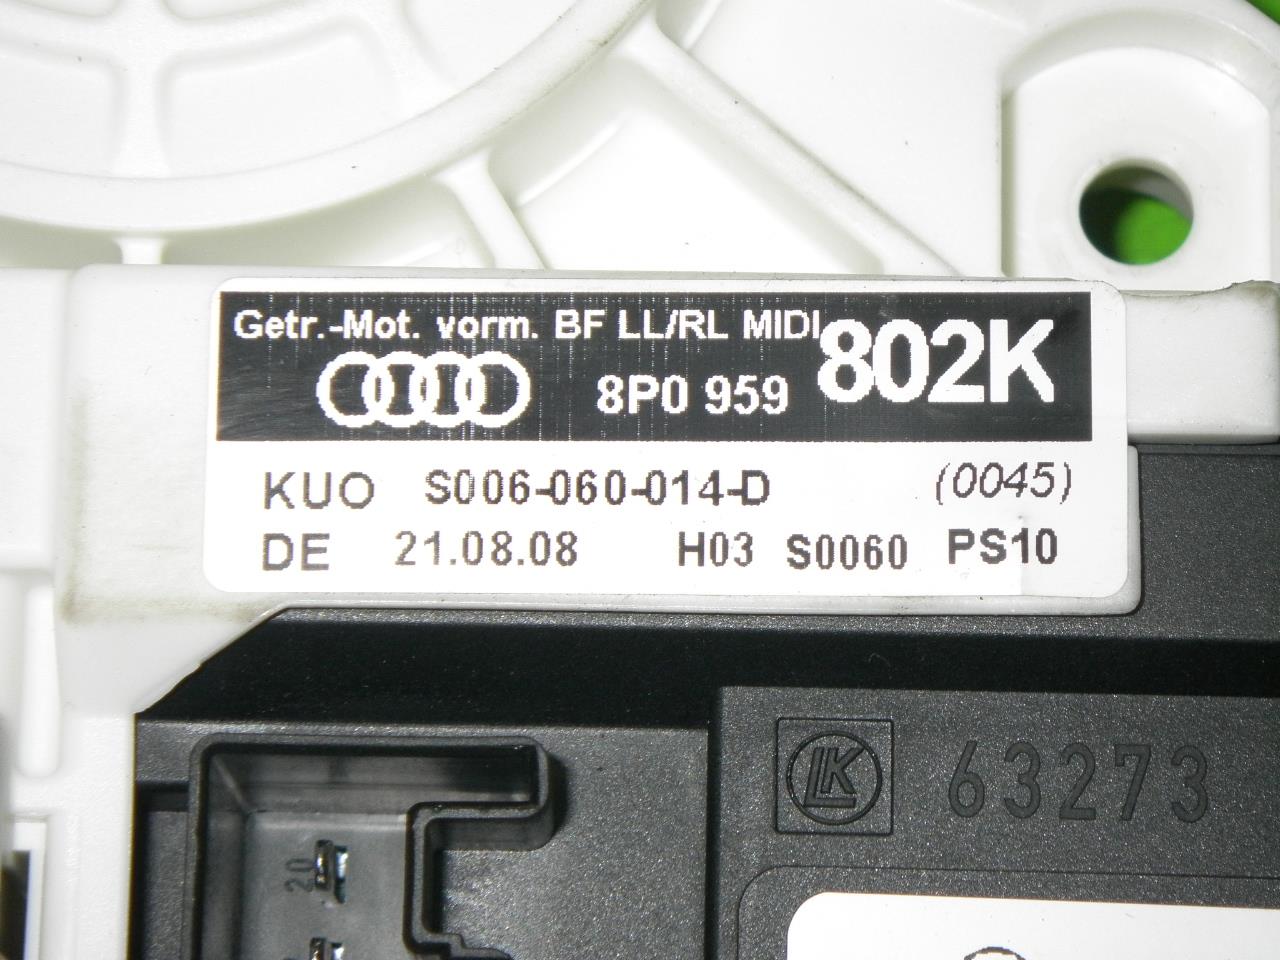 Getr.-Mot. vorm. BF LL/RL MIDI
8P0 959 802K
KUO S006-060-014-D (0045)
DE 21.08.08 H03 S0060 PS10
LK 63273
20